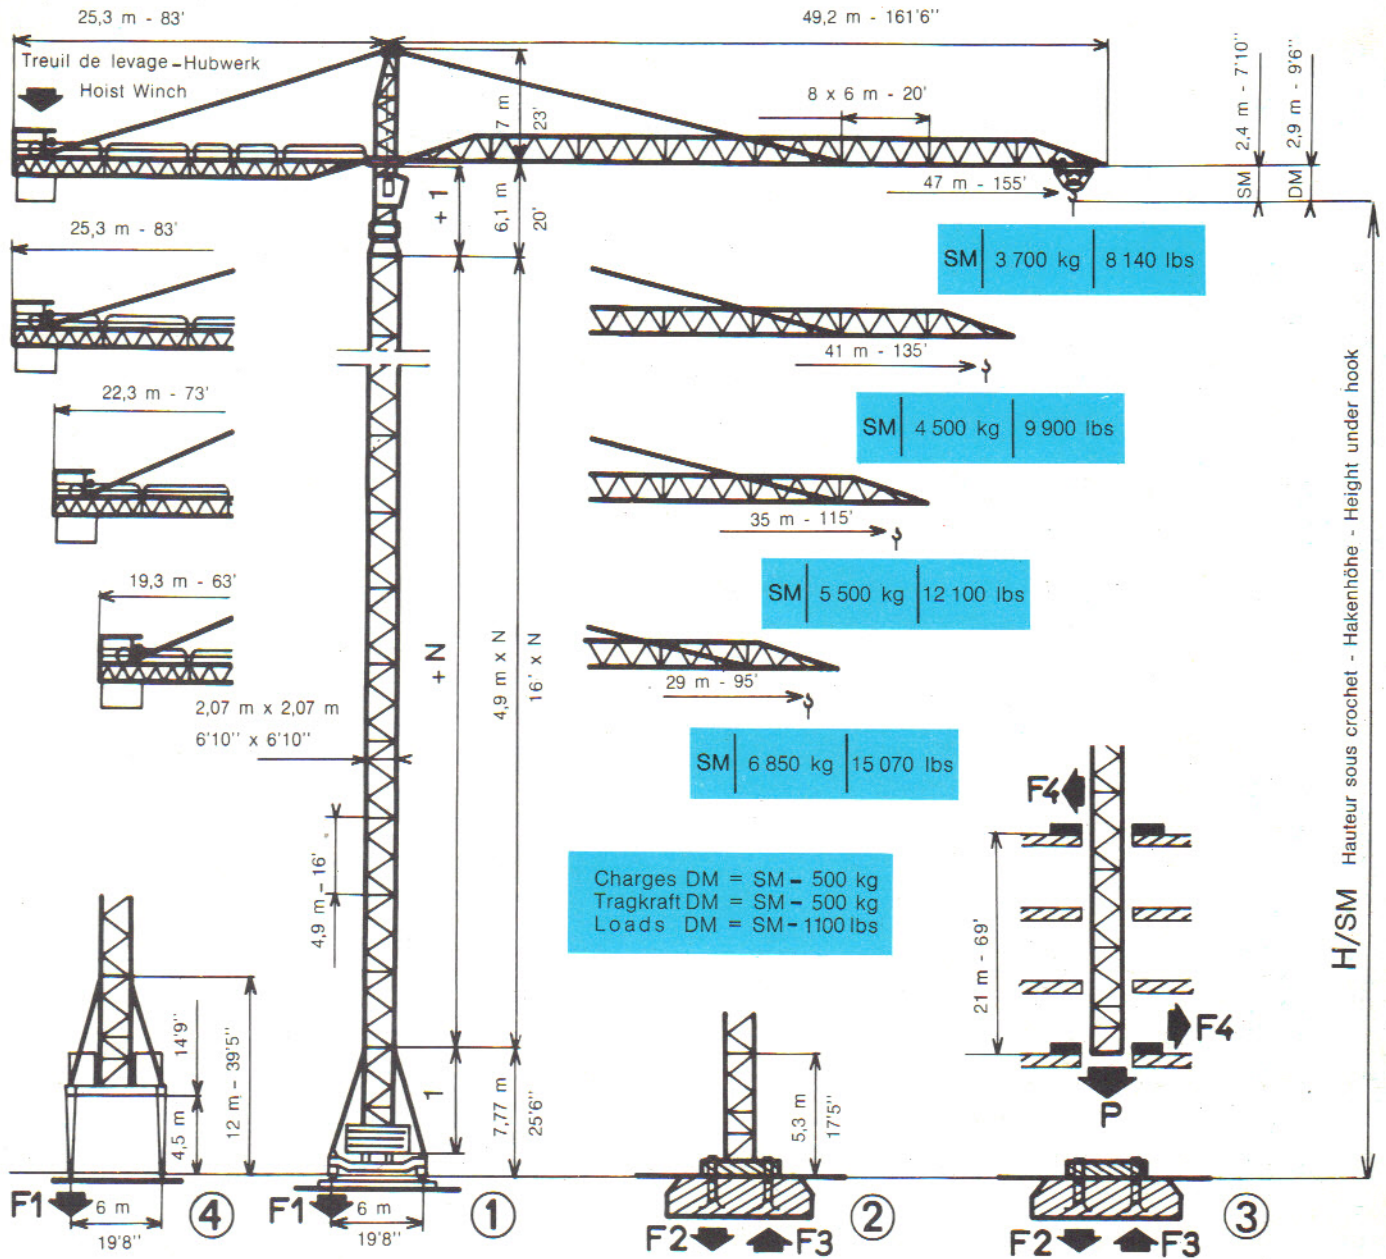 25,3 m - 83'
49,2 m - 161'6''
Treuil de levage - Hubwerk
Hoist Winch
7 m
23'
8 x 6 m - 20'
2,4 m - 7'10''
2,9 m - 9'6''
SM
DM
47 m - 155'
+ 1
6,1 m
20'
SM 3 700 kg 8 140 lbs
25,3 m - 83'
41 m - 135'
SM 4 500 kg 9 900 lbs
22,3 m - 73'
35 m - 115'
SM 5 500 kg 12 100 lbs
19,3 m - 63'
29 m - 95'
SM 6 850 kg 15 070 lbs
+ N
4,9 m x N
16' x N
2,07 m x 2,07 m
6'10'' x 6'10''
4,9 m - 16'
H/SM Hauteur sous crochet - Hakenhöhe - Height under hook
Charges DM = SM - 500 kg
Tragkraft DM = SM - 500 kg
Loads DM = SM - 1100 lbs
F4
21 m - 69'
F4
P
14'9''
4,5 m
12 m - 39'5''
1
7,77 m
25'6''
5,3 m
17'5''
F1
6 m
19'8''
4
F1
6 m
19'8''
1
F2
F3
2
F2
F3
3